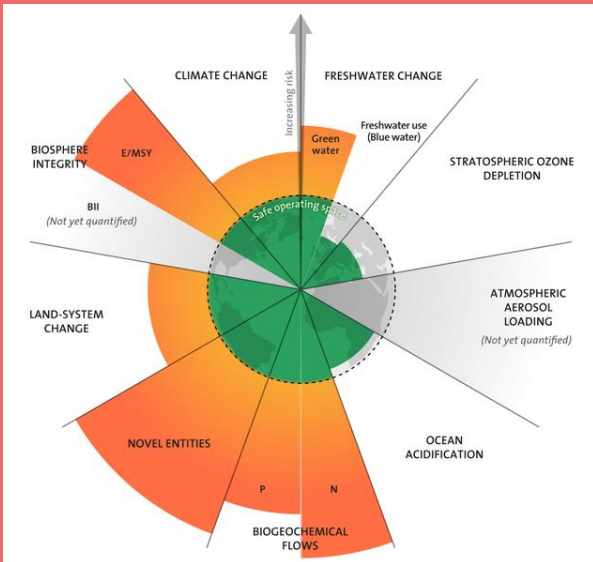 CLIMATE CHANGE
Increasing risk
FRESHWATER CHANGE
Green
water
Freshwater use
(Blue water)
STRATOSPHERIC OZONE
DEPLETION
ATMOSPHERIC
AEROSOL
LOADING
(Not yet quantified)
OCEAN
ACIDIFICATION
N
P
BIOGEOCHEMICAL
FLOWS
NOVEL ENTITIES
LAND-SYSTEM
CHANGE
BIOSPHERE
INTEGRITY
E/MSY
BII
(Not yet quantified)
Safe operating space